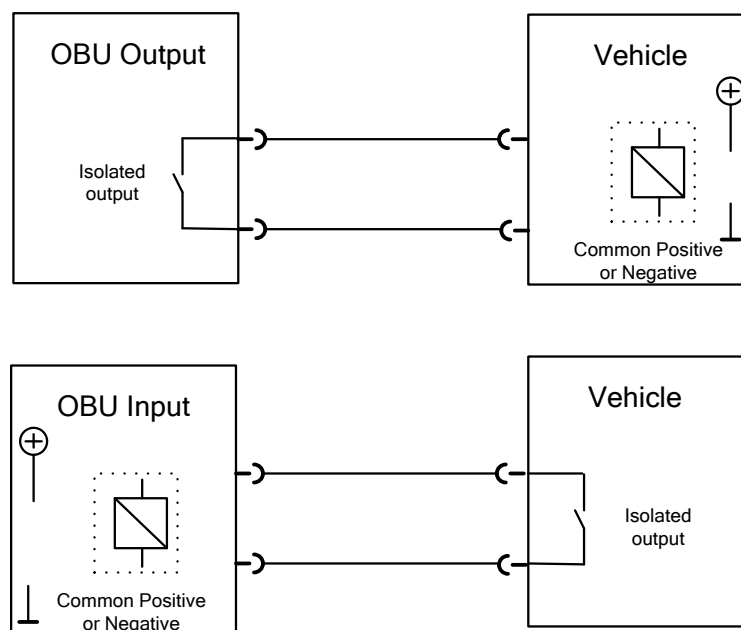 OBU Output
Vehicle
Isolated
output
Common Positive
or Negative
OBU Input
Vehicle
Isolated
output
Common Positive
or Negative